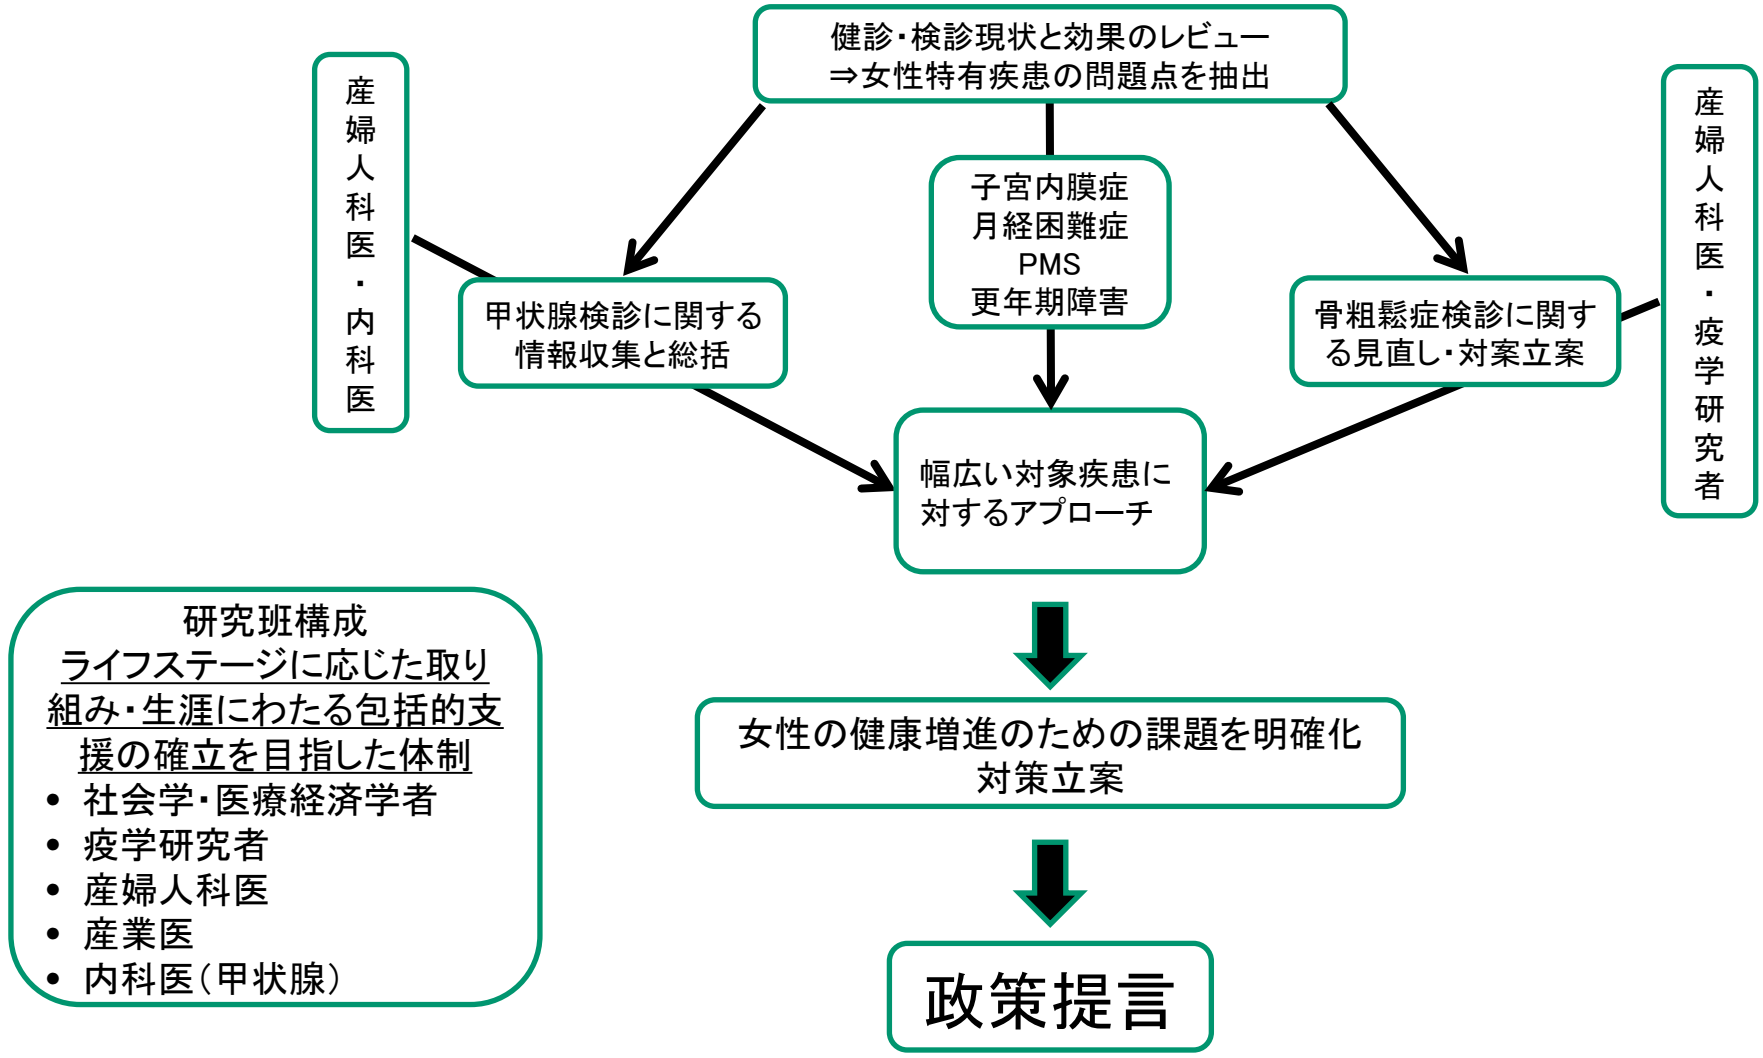 健診・検診現状と効果のレビュー
⇒女性特有疾患の問題点を抽出
産婦人科医・内科医
産婦人科医・疫学研究者
子宮内膜症
月経困難症
PMS
更年期障害
甲状腺検診に関する
情報収集と総括
骨粗鬆症検診に関す
る見直し・対案立案
幅広い対象疾患に
対するアプローチ
研究班構成
ライフステージに応じた取り
組み・生涯にわたる包括的支
援の確立を目指した体制
• 社会学・医療経済学者
• 疫学研究者
• 産婦人科医
• 産業医
• 内科医（甲状腺）
女性の健康増進のための課題を明確化
対策立案
政策提言